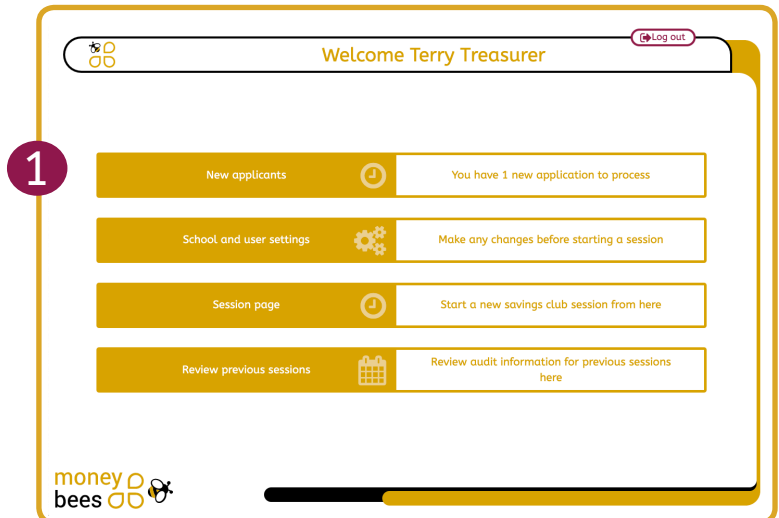 Log out
Welcome Terry Treasurer
1
New applicants
You have 1 new application to process
School and user settings
Make any changes before starting a session
Session page
Start a new savings club session from here
Review previous sessions
Review audit information for previous sessions
here
money
bees